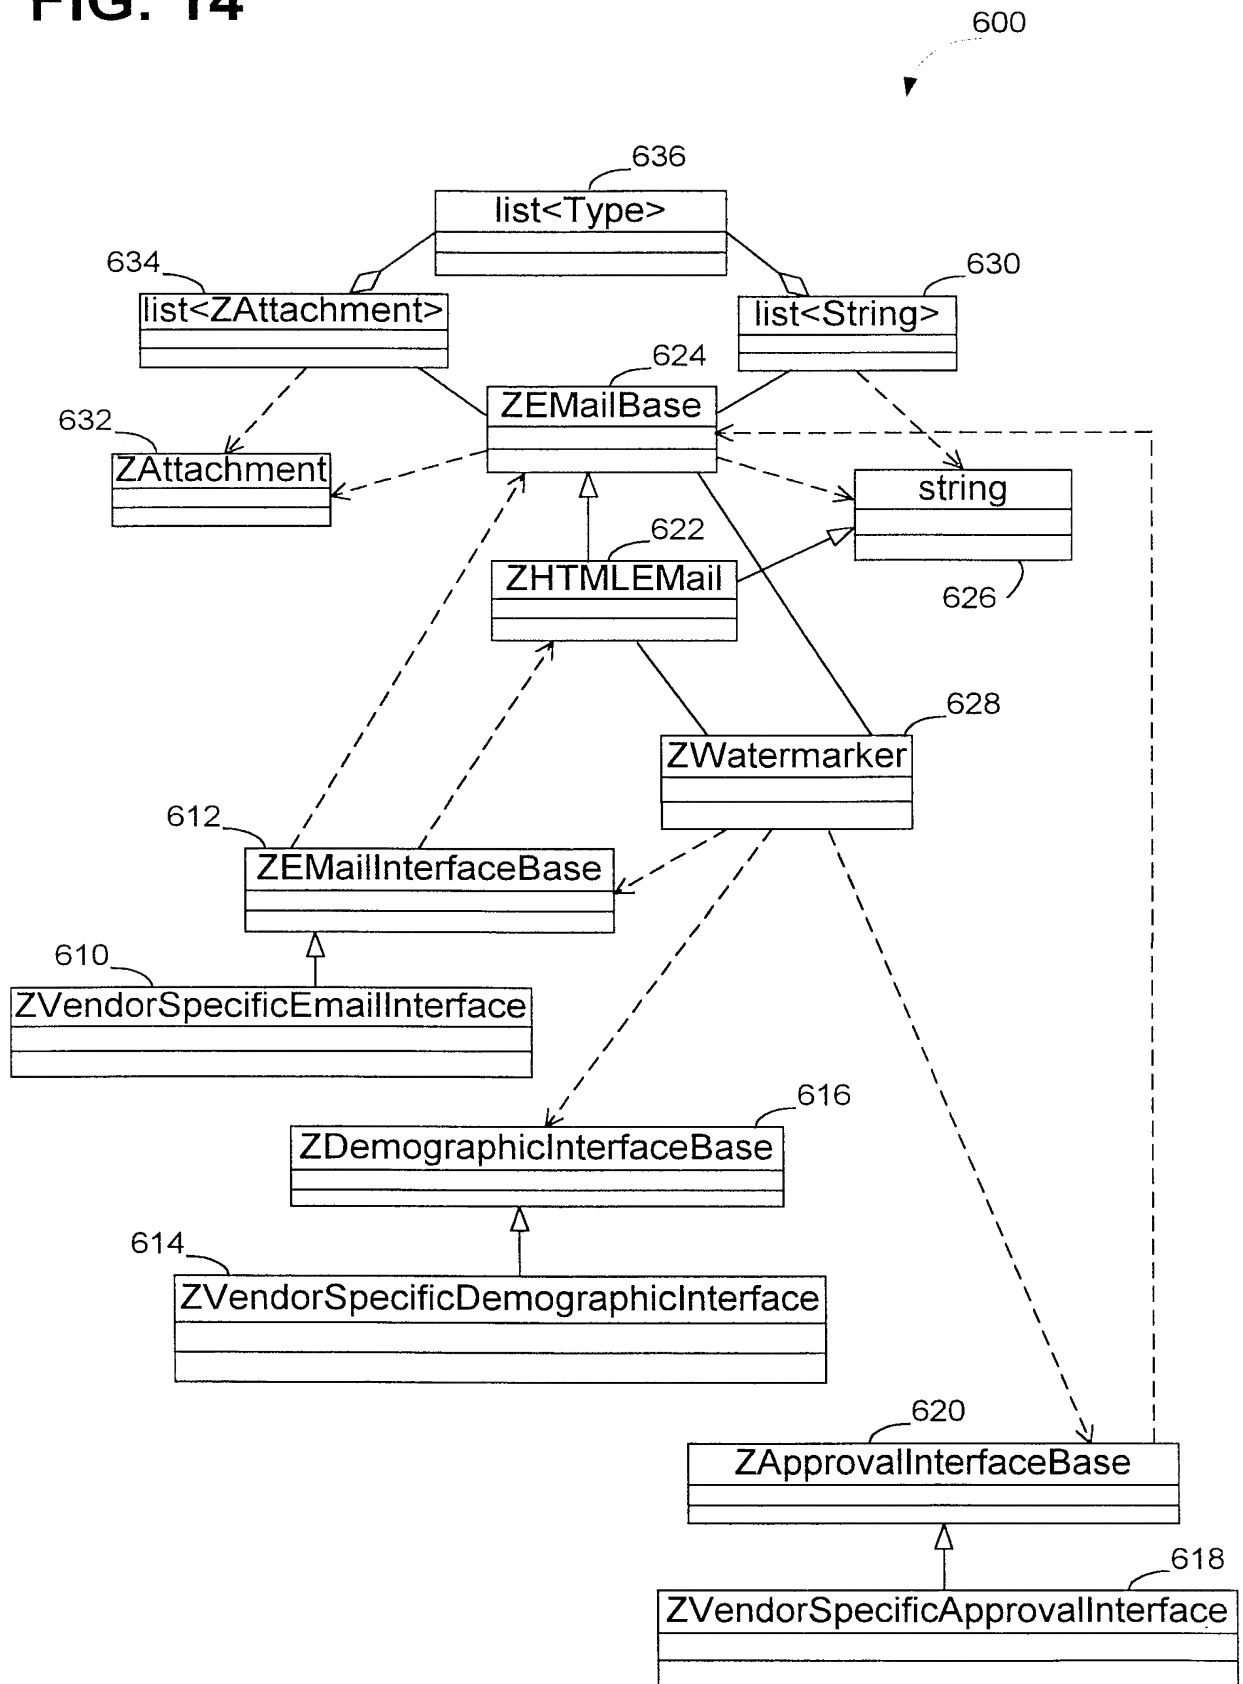 FIG. 14
600
636
list<Type>
634
630
list<ZAttachment>
list<String>
624
ZEMailBase
632
ZAttachment
string
622
ZHTMLEMail
626
628
ZWatermarker
612
ZEMailInterfaceBase
610
ZVendorSpecificEmailInterface
616
ZDemographicInterfaceBase
614
ZVendorSpecificDemographicInterface
620
ZApprovalInterfaceBase
618
ZVendorSpecificApprovalInterface